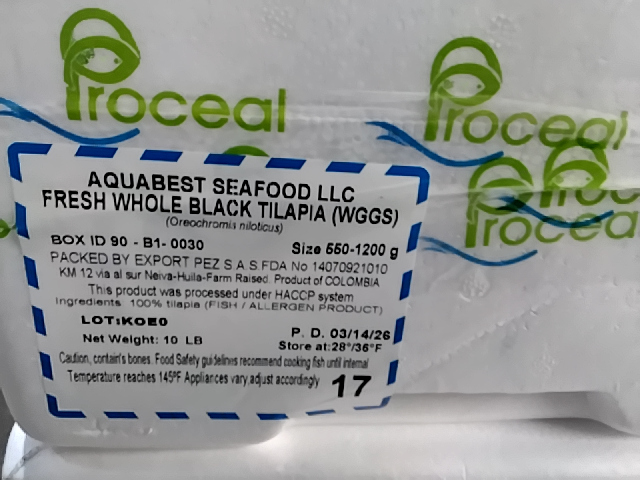 Proceal
Proceal
Proceal
Proceal
AQUABEST SEAFOOD LLC
FRESH WHOLE BLACK TILAPIA (WGGS)
(Oreochromis niloticus)
BOX ID 90 - B1- 0030 Size 550-1200 g
PACKED BY EXPORT PEZ S.A.S.FDA No 14070921010
KM 12 via al sur Neiva-Huila-Farm Raised. Product of COLOMBIA
This product was processed under HACCP system
Ingredients: 100% tilapia (FISH / ALLERGEN PRODUCT)
LOT:KOE0 P. D. 03/14/26
Net Weight: 10 LB Store at:28°/36°F
Caution, contain's bones. Food Safety guidelines recommend cooking fish until internal
Temperature reaches 145ºF Appliances vary,adjust accordingly 17